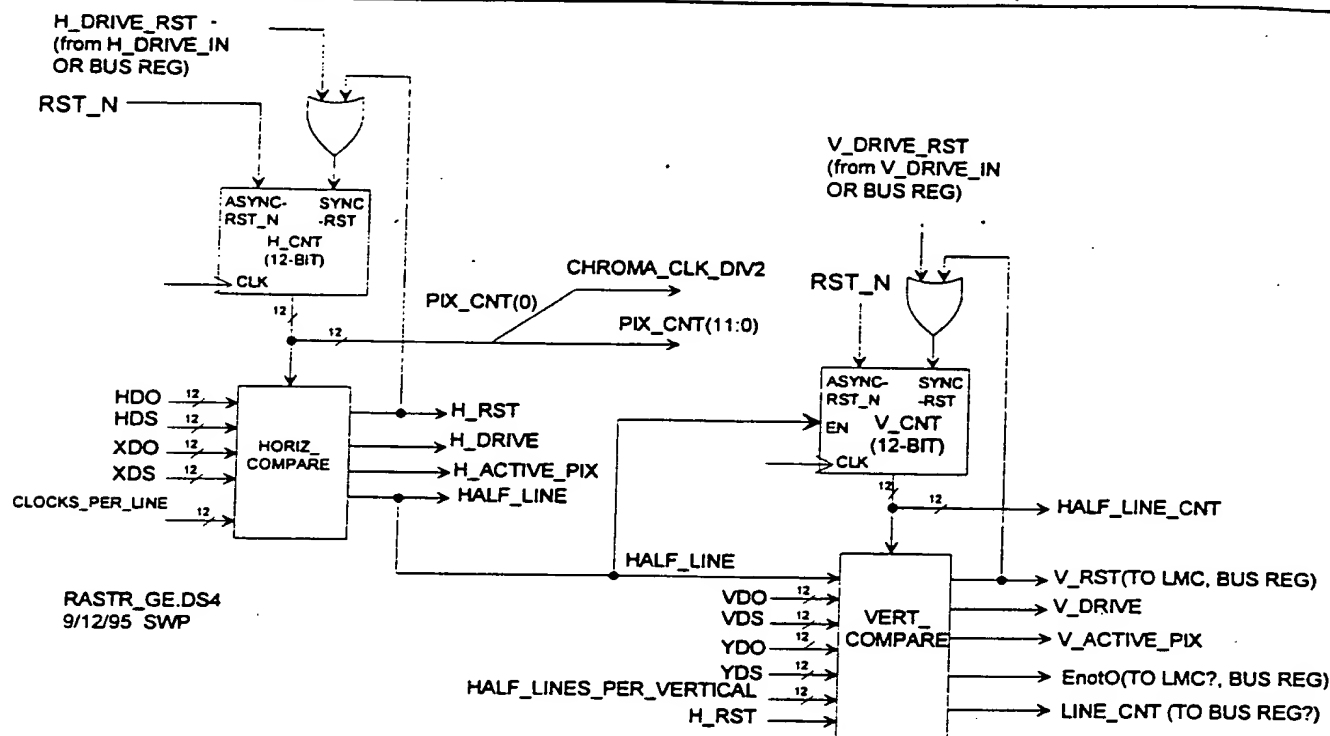 H_DRIVE_RST -
(from H_DRIVE_IN
OR BUS REG)
RST_N
ASYNC-
RST_N
SYNC
-RST
H_CNT
(12-BIT)
CLK
12
12
PIX_CNT(0)
CHROMA_CLK_DIV2
PIX_CNT(11:0)
HDO 12
HDS 12
XDO 12
XDS 12
CLOCKS_PER_LINE 12
HORIZ_
COMPARE
H_RST
H_DRIVE
H_ACTIVE_PIX
HALF_LINE
V_DRIVE_RST
(from V_DRIVE_IN
OR BUS REG)
RST_N
ASYNC-
RST_N
SYNC
-RST
EN
V_CNT
(12-BIT)
CLK
12
12
HALF_LINE_CNT
HALF_LINE
VDO 12
VDS 12
YDO 12
YDS 12
HALF_LINES_PER_VERTICAL 12
H_RST
VERT_
COMPARE
V_RST(TO LMC, BUS REG)
V_DRIVE
V_ACTIVE_PIX
EnotO(TO LMC?, BUS REG)
LINE_CNT (TO BUS REG?)
RASTR_GE.DS4
9/12/95 SWP